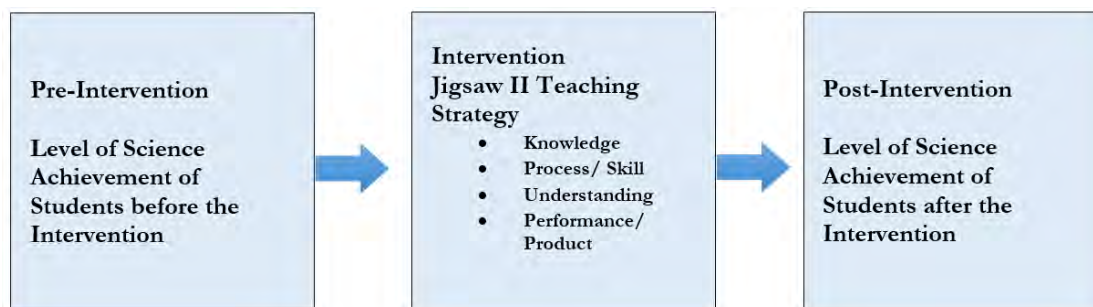 Pre-Intervention
Level of Science
Achievement of
Students before the
Intervention
Intervention
Jigsaw II Teaching
Strategy
• Knowledge
• Process/ Skill
• Understanding
• Performance/
Product
Post-Intervention
Level of Science
Achievement of
Students after the
Intervention